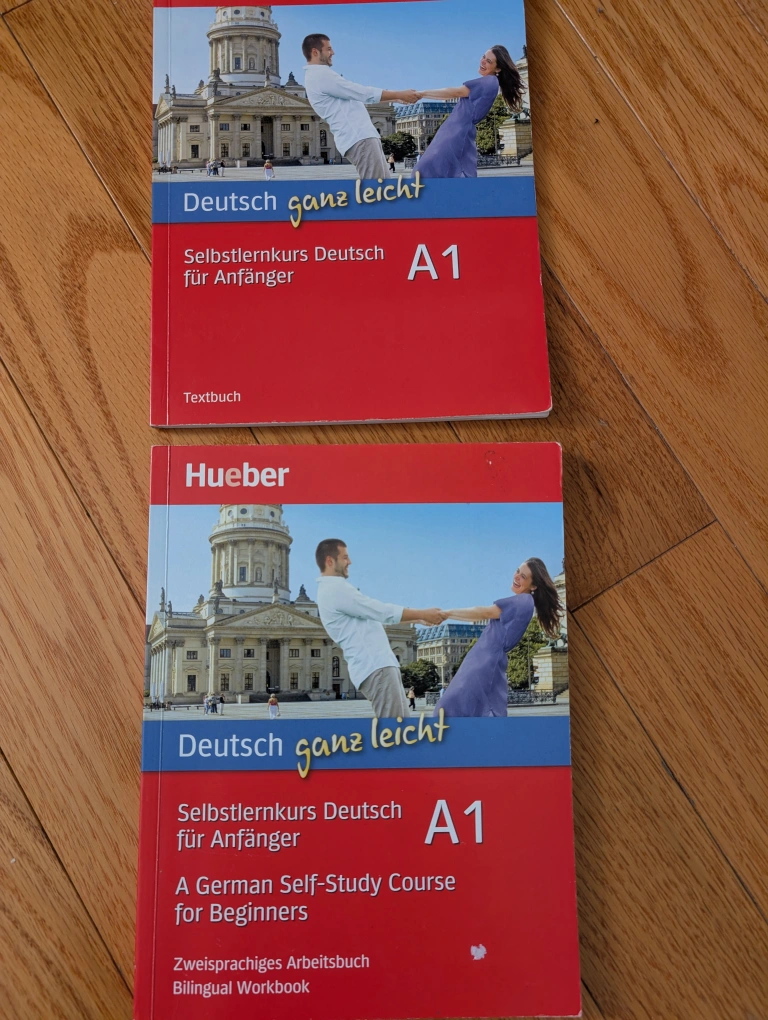 Deutsch ganz leicht
Selbstlernkurs Deutsch
für Anfänger
A1
Textbuch
Hueber
Deutsch ganz leicht
Selbstlernkurs Deutsch
für Anfänger
A1
A German Self-Study Course
for Beginners
Zweisprachiges Arbeitsbuch
Bilingual Workbook